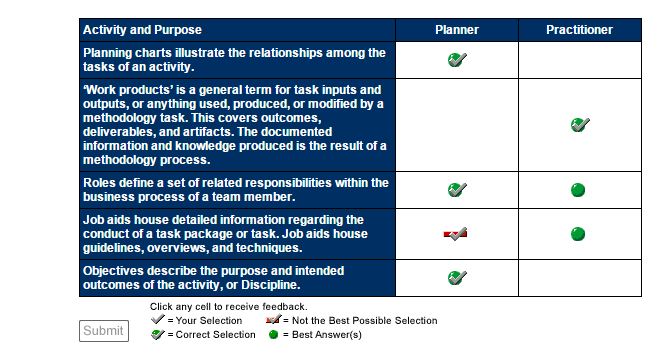 Activity and Purpose Planner Practitioner
Planning charts illustrate the relationships among the
tasks of an activity.
‘Work products’ is a general term for task inputs and
outputs, or anything used, produced, or modified by a
methodology task. This covers outcomes,
deliverables, and artifacts. The documented
information and knowledge produced is the result of a
methodology process.
Roles define a set of related responsibilities within the
business process of a team member.
Job aids house detailed information regarding the
conduct of a task package or task. Job aids house
guidelines, overviews, and techniques.
Objectives describe the purpose and intended
outcomes of the activity, or Discipline.
Click any cell to receive feedback.
= Your Selection = Not the Best Possible Selection
Submit
= Correct Selection = Best Answer(s)